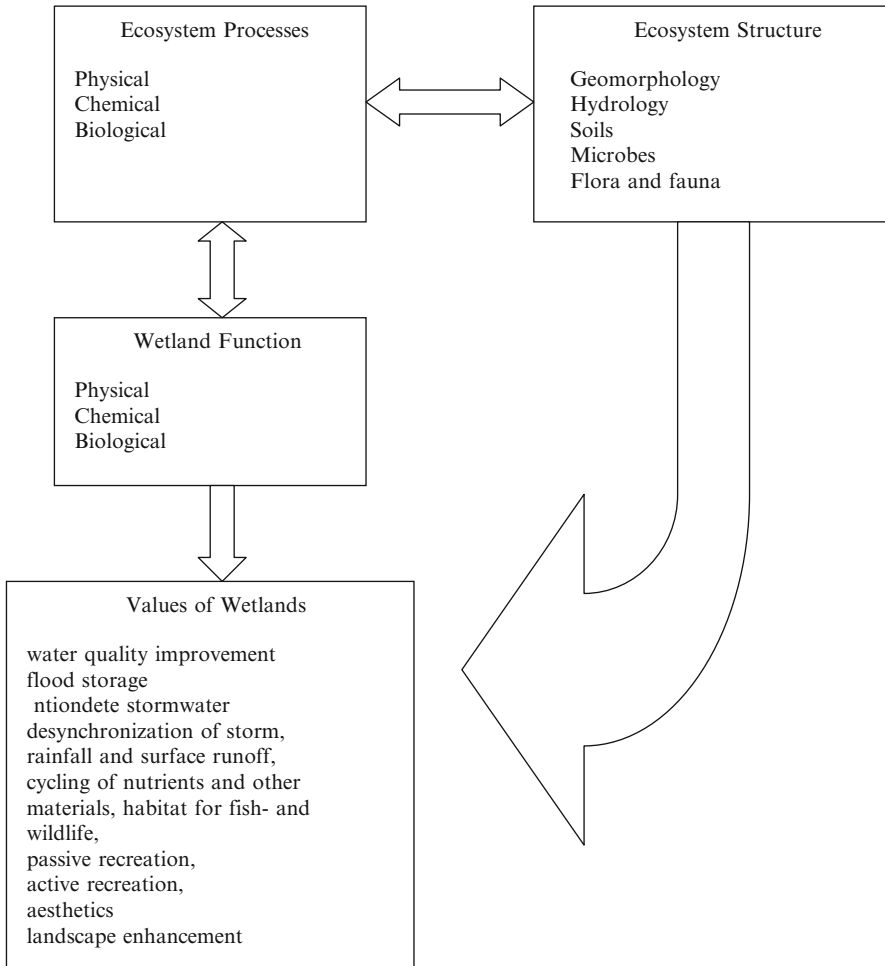 Ecosystem Processes
Physical
Chemical
Biological
Ecosystem Structure
Geomorphology
Hydrology
Soils
Microbes
Flora and fauna
Wetland Function
Physical
Chemical
Biological
Values of Wetlands
water quality improvement
flood storage
ntiondete stormwater
desynchronization of storm,
rainfall and surface runoff,
cycling of nutrients and other
materials, habitat for fish- and
wildlife,
passive recreation,
active recreation,
aesthetics
landscape enhancement